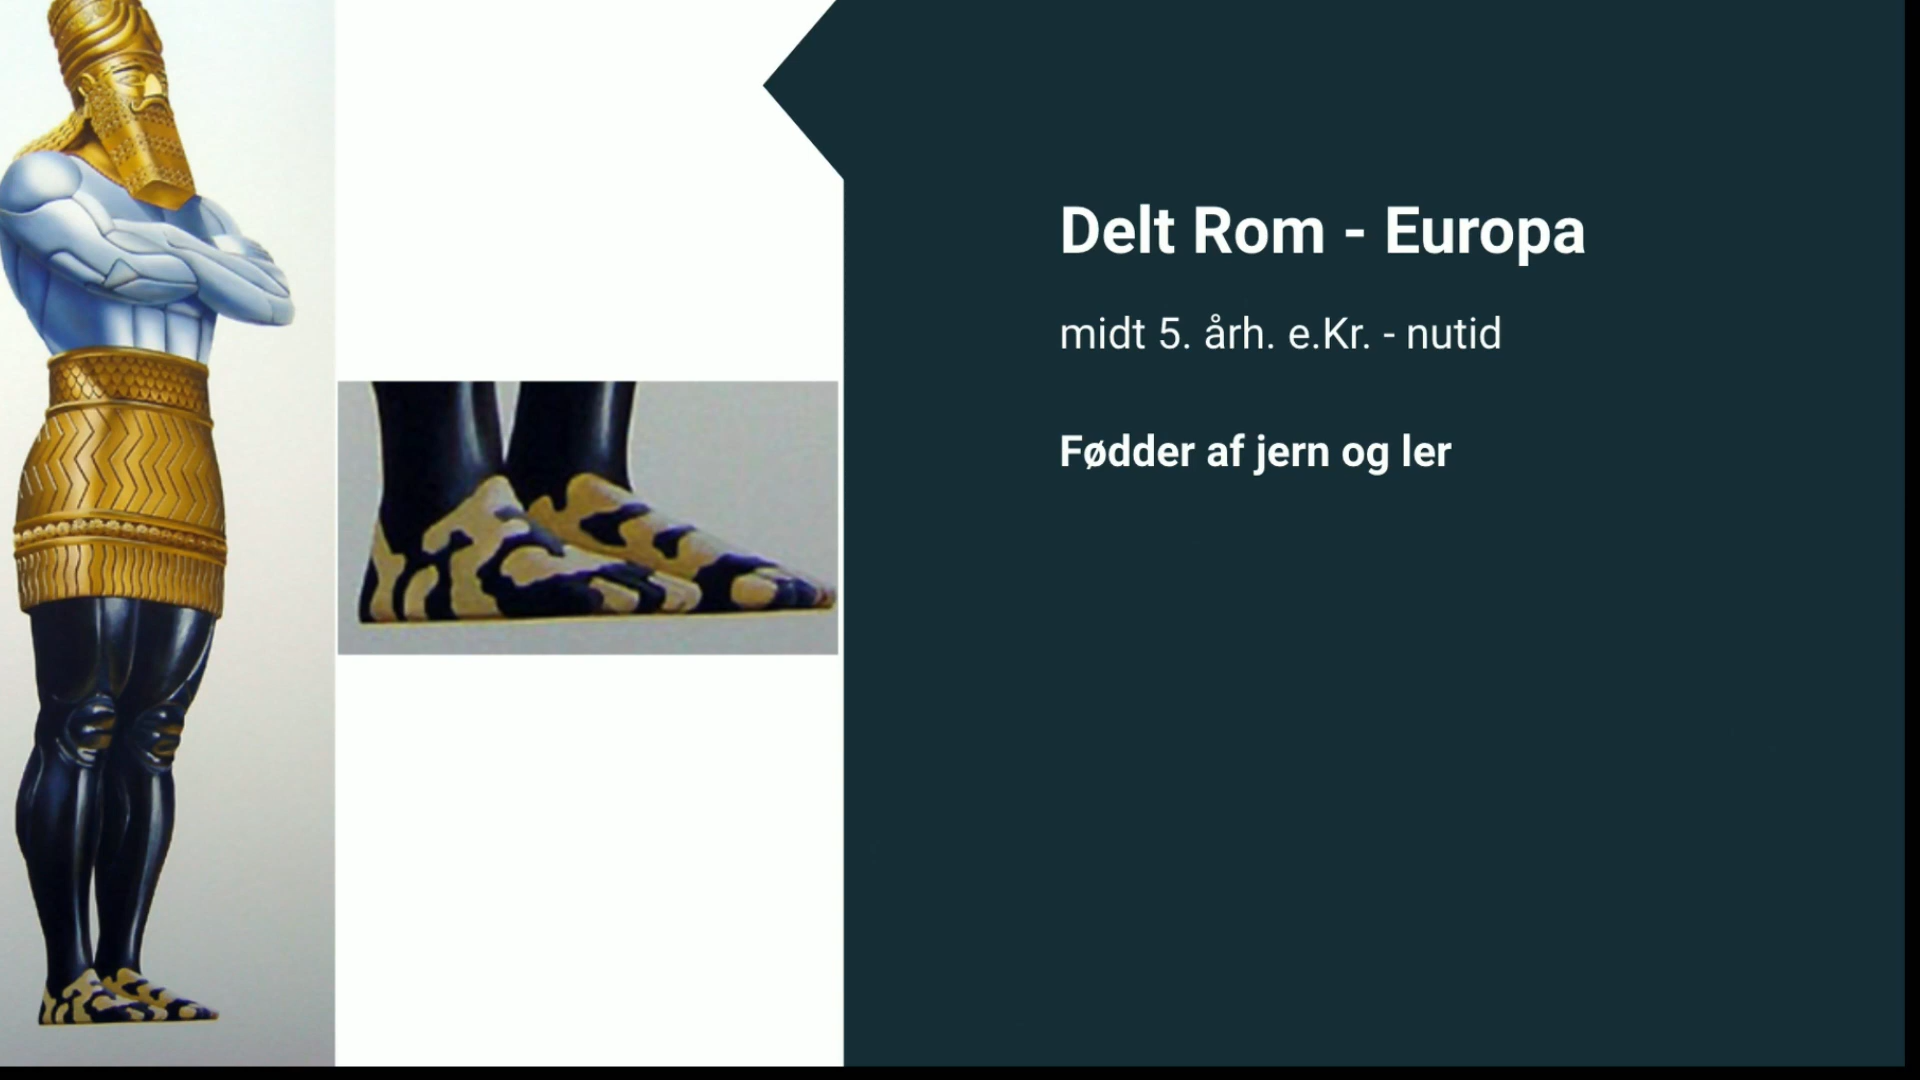 Delt Rom - Europa
midt 5. årh. e.Kr. - nutid
Fødder af jern og ler